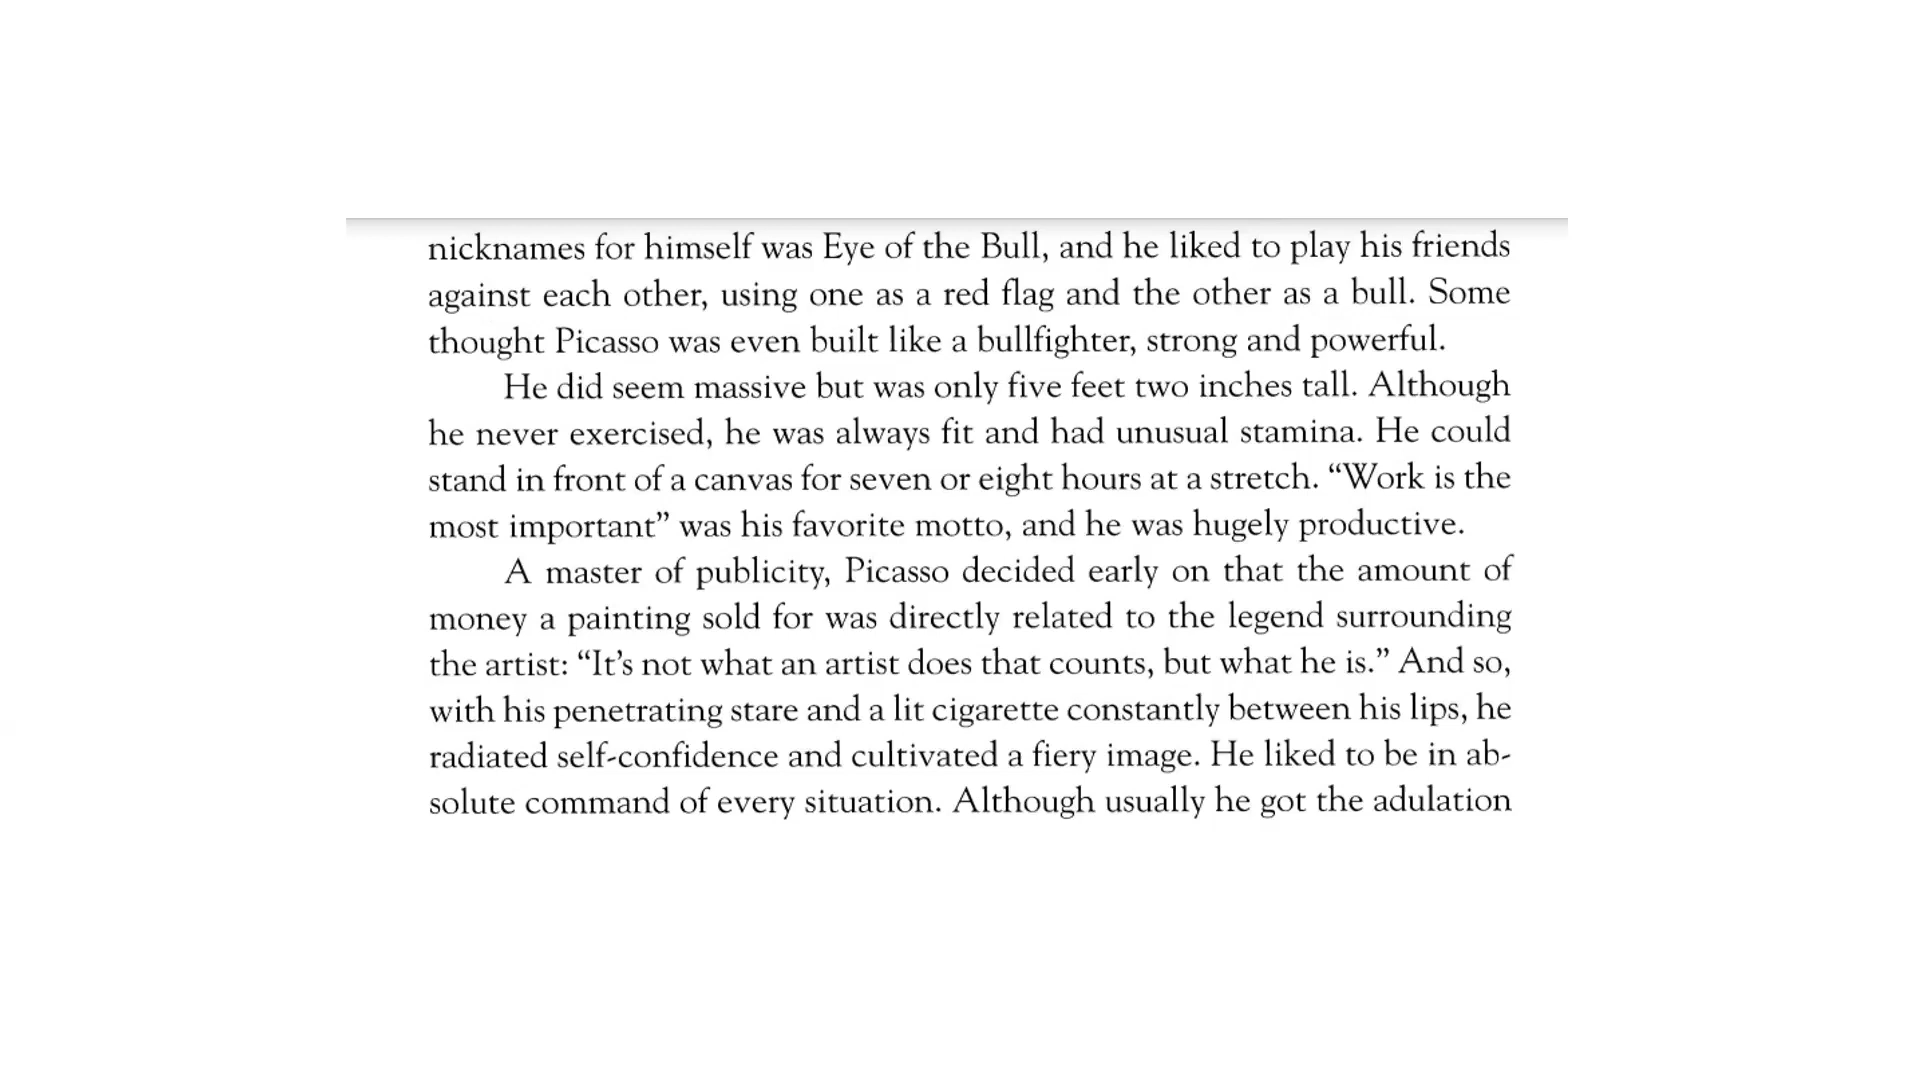 nicknames for himself was Eye of the Bull, and he liked to play his friends
against each other, using one as a red flag and the other as a bull. Some
thought Picasso was even built like a bullfighter, strong and powerful.
He did seem massive but was only five feet two inches tall. Although
he never exercised, he was always fit and had unusual stamina. He could
stand in front of a canvas for seven or eight hours at a stretch. “Work is the
most important” was his favorite motto, and he was hugely productive.
A master of publicity, Picasso decided early on that the amount of
money a painting sold for was directly related to the legend surrounding
the artist: “It’s not what an artist does that counts, but what he is.” And so,
with his penetrating stare and a lit cigarette constantly between his lips, he
radiated self-confidence and cultivated a fiery image. He liked to be in ab-
solute command of every situation. Although usually he got the adulation